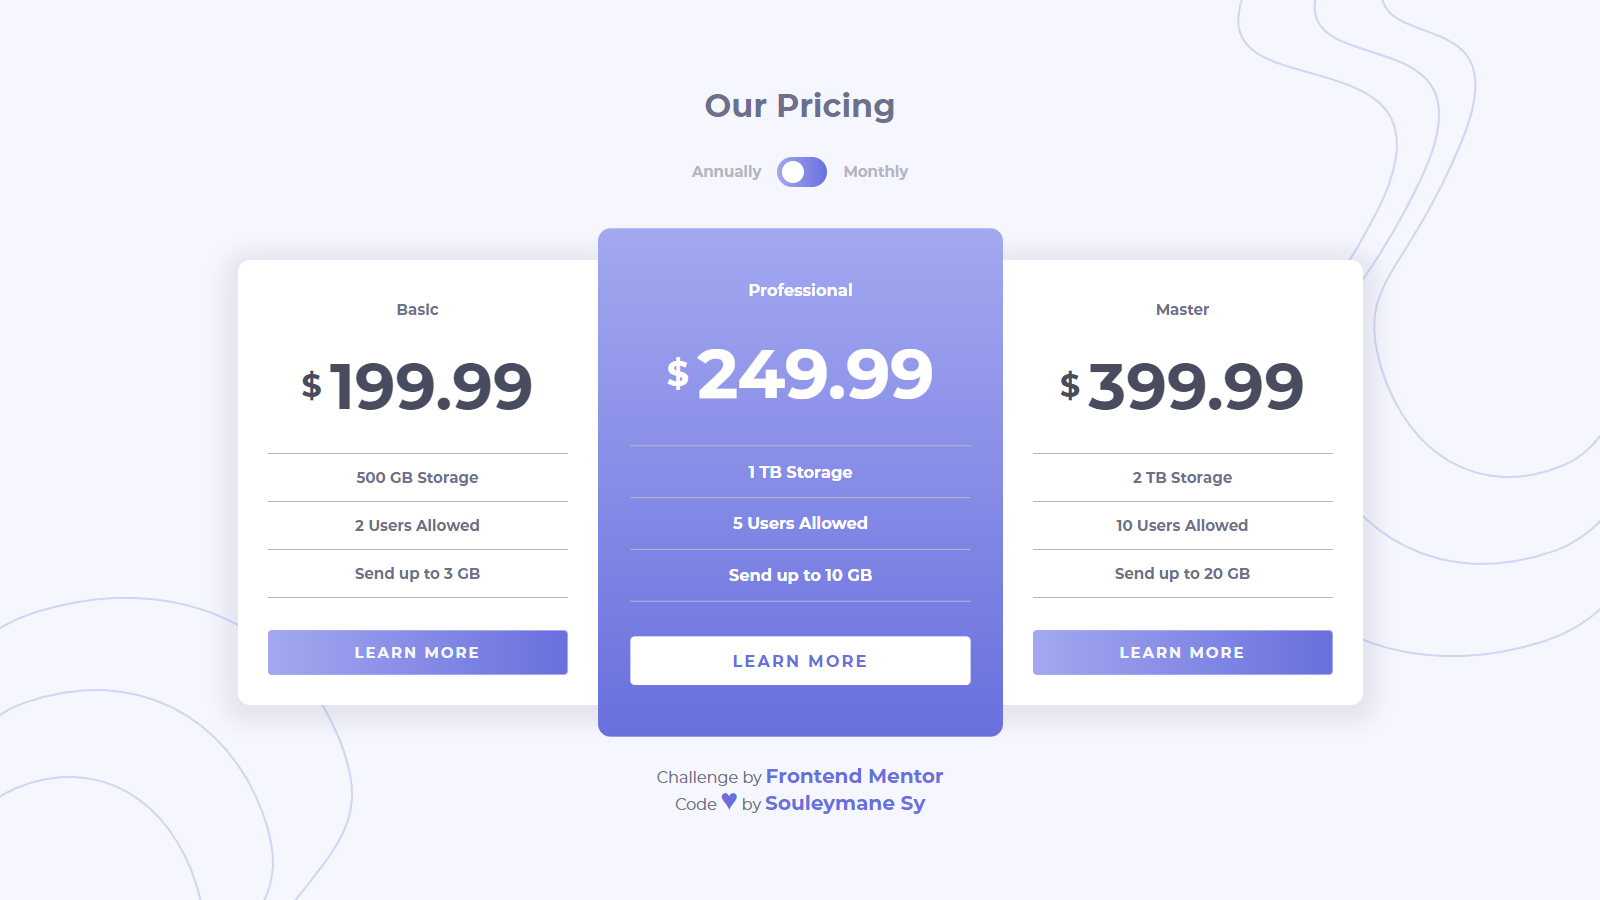 Our Pricing
Annually Monthly
Basic
$ 199.99
500 GB Storage
2 Users Allowed
Send up to 3 GB
LEARN MORE
Professional
$ 249.99
1 TB Storage
5 Users Allowed
Send up to 10 GB
LEARN MORE
Master
$ 399.99
2 TB Storage
10 Users Allowed
Send up to 20 GB
LEARN MORE
Challenge by Frontend Mentor
Code ♥ by Souleymane Sy